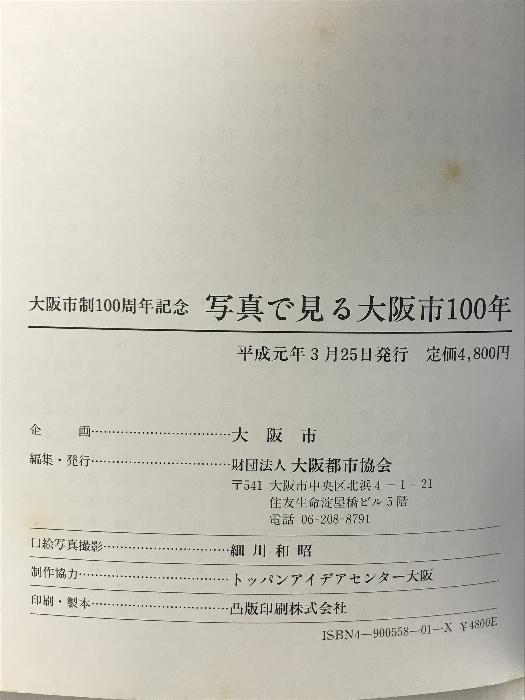 大阪市制100周年記念 写真で見る大阪市100年
平成元年3月25日発行 定価4,800円
企画……………………………大阪市
編集・発行……………………………財団法人 大阪都市協会
〒541 大阪市中央区北浜4-1-21
住友生命淀屋橋ビル5階
電話 06-208-8791
口絵写真撮影……………………………細川和昭
制作協力……………………………トッパンアイデアセンター大阪
印刷・製本……………………………凸版印刷株式会社
ISBN4-900558-01-X ¥4800E